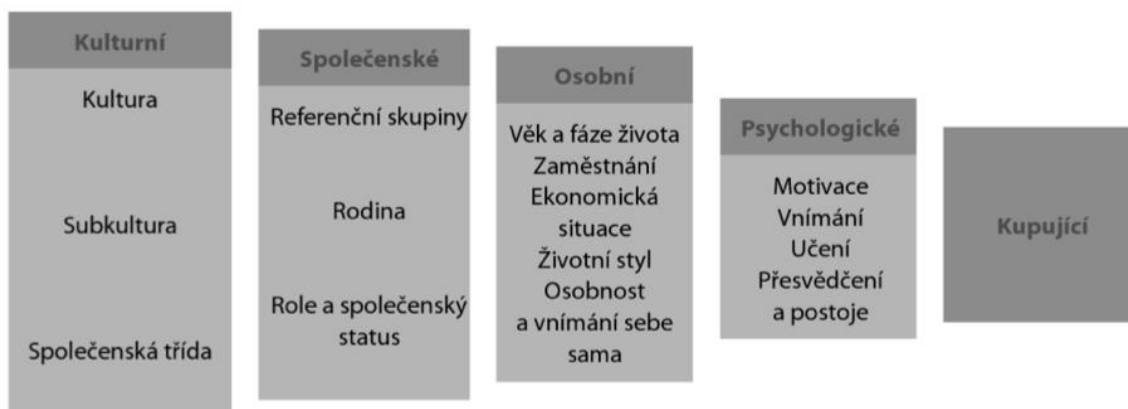 Kulturní
Kultura
Subkultura
Společenská třída
Společenské
Referenční skupiny
Rodina
Role a společenský
status
Osobní
Věk a fáze života
Zaměstnání
Ekonomická
situace
Životní styl
Osobnost
a vnímání sebe
sama
Psychologické
Motivace
Vnímání
Učení
Přesvědčení
a postoje
Kupující